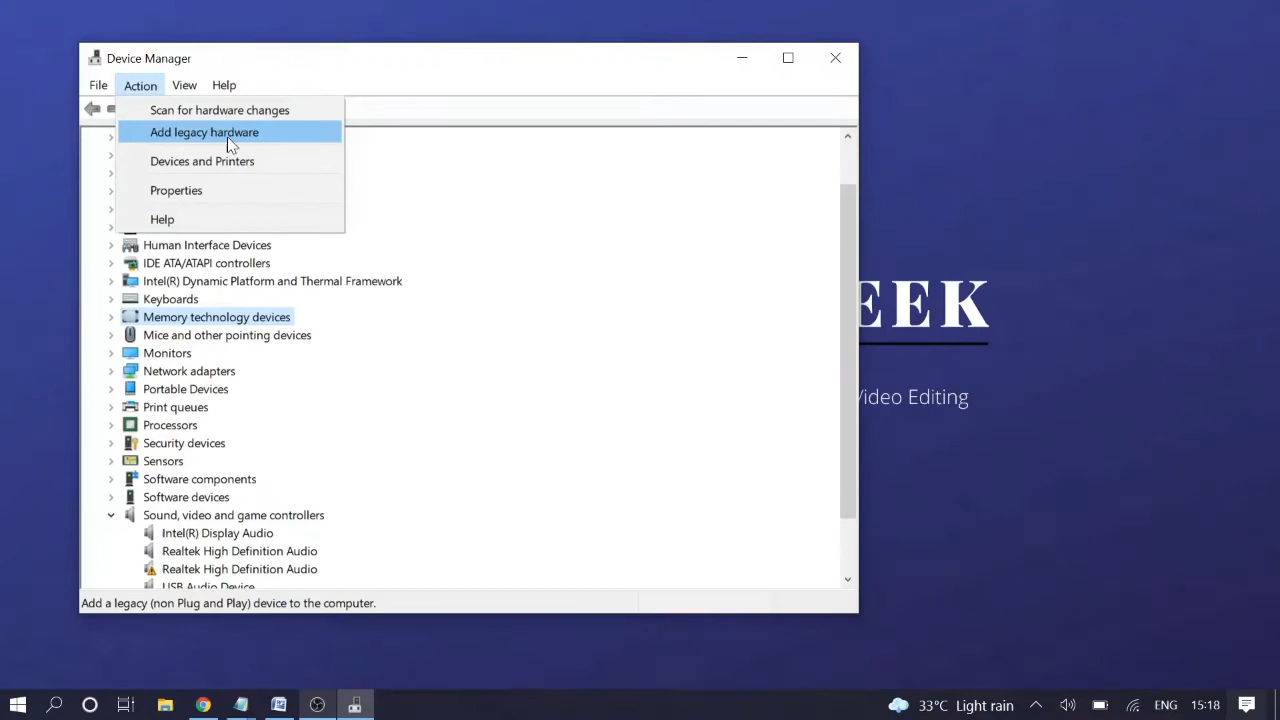 Device Manager
File Action View Help
Scan for hardware changes
Add legacy hardware
Devices and Printers
Properties
Help
Human Interface Devices
IDE ATA/ATAPI controllers
Intel(R) Dynamic Platform and Thermal Framework
Keyboards
Memory technology devices
Mice and other pointing devices
Monitors
Network adapters
Portable Devices
Print queues
Processors
Security devices
Sensors
Software components
Software devices
Sound, video and game controllers
Intel(R) Display Audio
Realtek High Definition Audio
Realtek High Definition Audio
USB Audio Device
Add a legacy (non Plug and Play) device to the computer.
EEK
Video Editing
33°C Light rain ENG 15:18